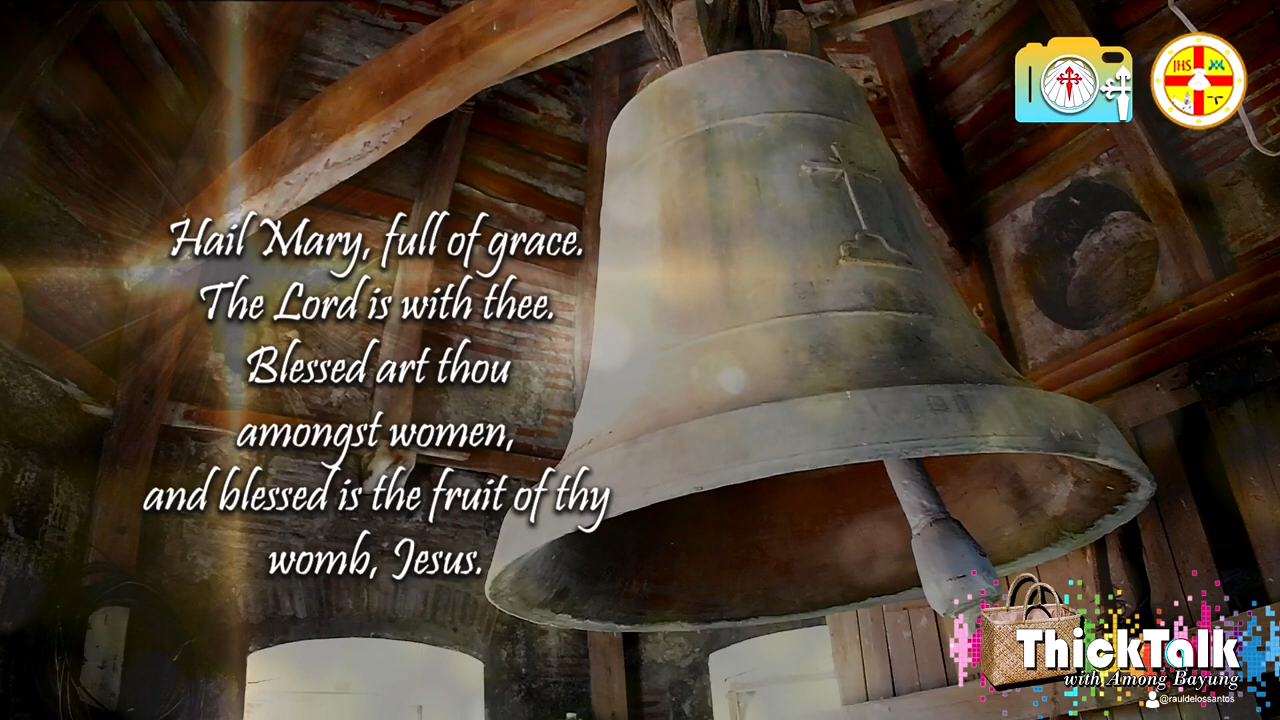 Hail Mary, full of grace.
The Lord is with thee.
Blessed art thou
amongst women,
and blessed is the fruit of thy
womb, Jesus.
JHS
ThickTalk
with Among Bayung
@rauldelossantos